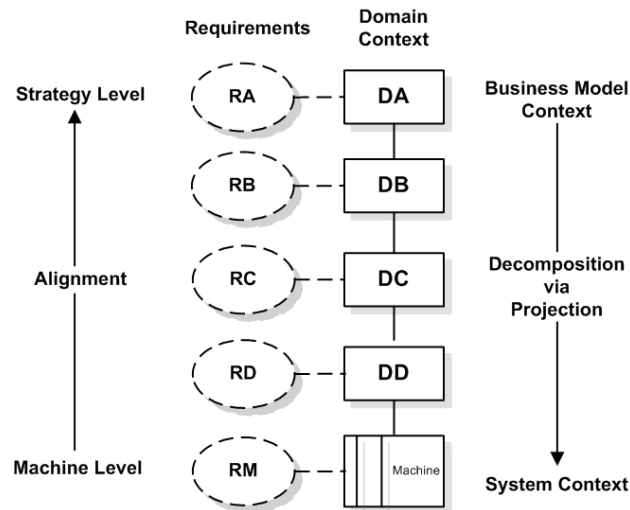 Requirements
Domain
Context
Strategy Level
RA
DA
Business Model
Context
RB
DB
Alignment
RC
DC
Decomposition
via
Projection
RD
DD
Machine Level
RM
Machine
System Context